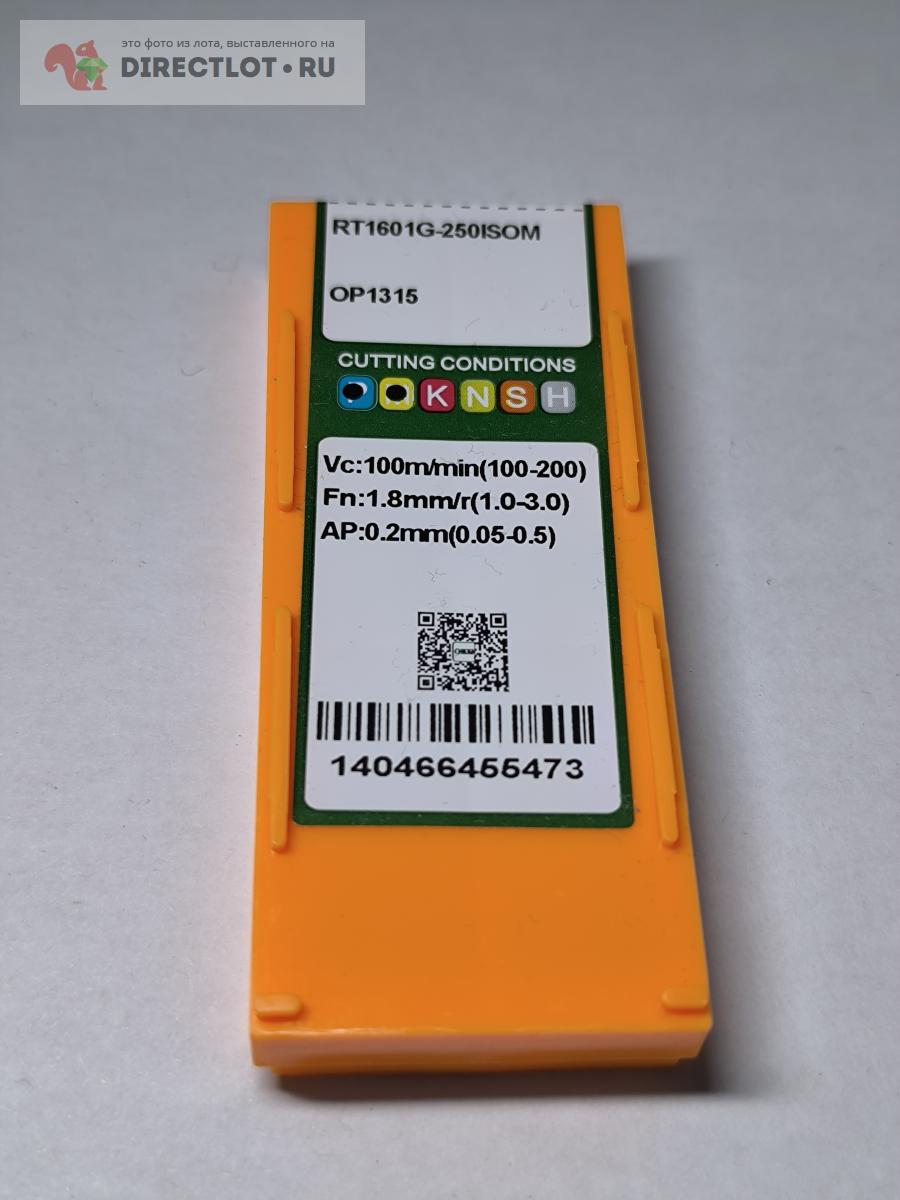 это фото из лота, выставленного на
DIRECTLOT.RU
RT1601G-250ISOM
OP1315
CUTTING CONDITIONS
P M K N S H
Vc:100m/min(100-200)
Fn:1.8mm/r(1.0-3.0)
AP:0.2mm(0.05-0.5)
140466455473